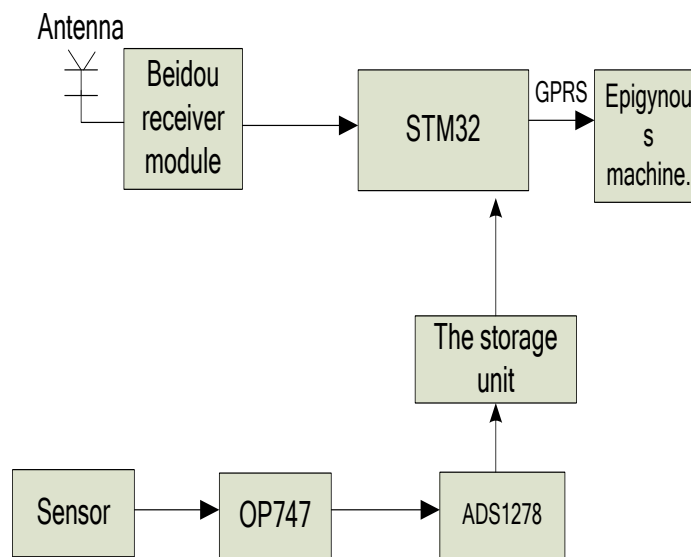 Antenna
Beidou
receiver
module
STM32
GPRS
Epigynou
s
machine.
The storage
unit
Sensor
OP747
ADS1278